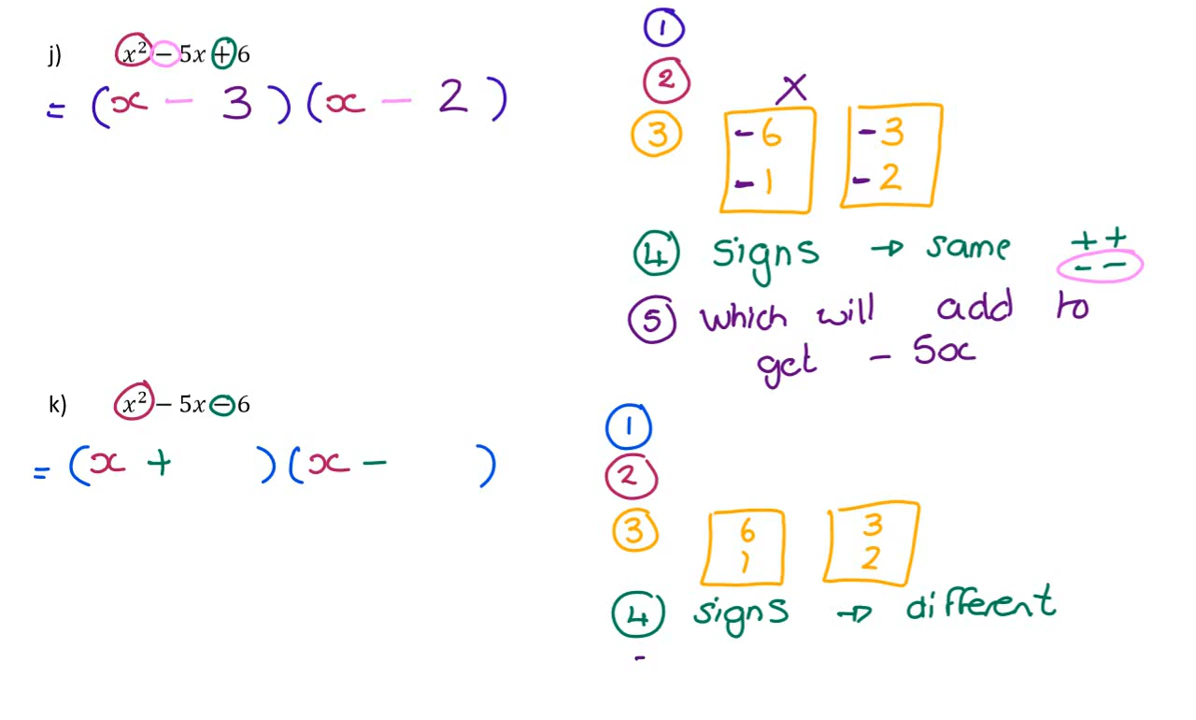 j) x² − 5x + 6
= (x − 3)(x − 2)
①
②
×
③ -6 -3
-1 -2
④ signs → same ++
--
⑤ which will add to
get - 5x
k) x² − 5x − 6
= (x + )(x − )
①
②
③ 6 3
1 2
④ signs → different
-